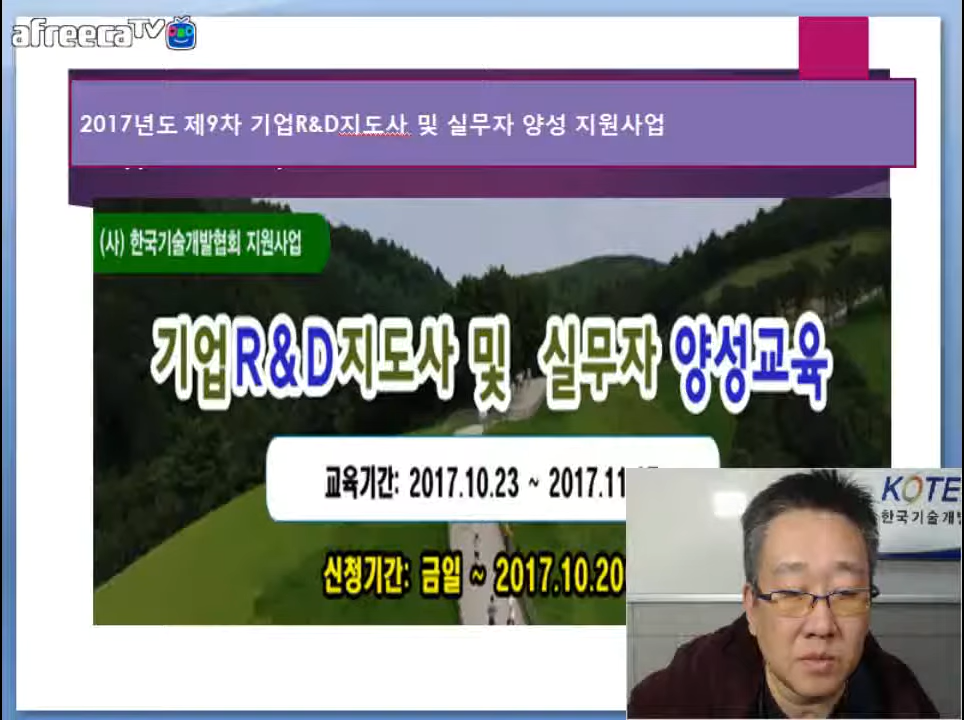 afreecaTV
2017년도 제9차 기업R&D지도사 및 실무자 양성 지원사업
(사) 한국기술개발협회 지원사업
기업R&D지도사 및 실무자 양성교육
교육기간: 2017.10.23 ~ 2017.11
신청기간: 금일 ~ 2017.10.20
KOTE
한국기술개